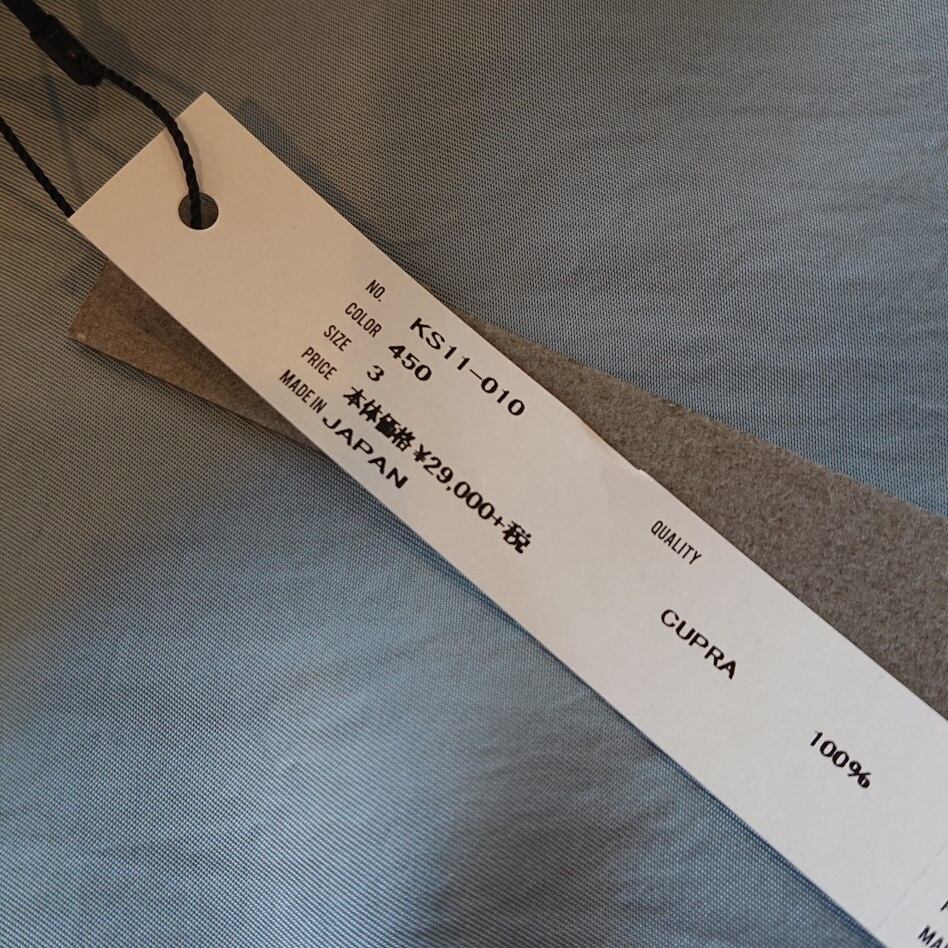 NO. KS11-010
COLOR 450
SIZE 3
PRICE 本体価格 ¥29,000+税
MADE IN JAPAN
QUALITY
CUPRA 100%